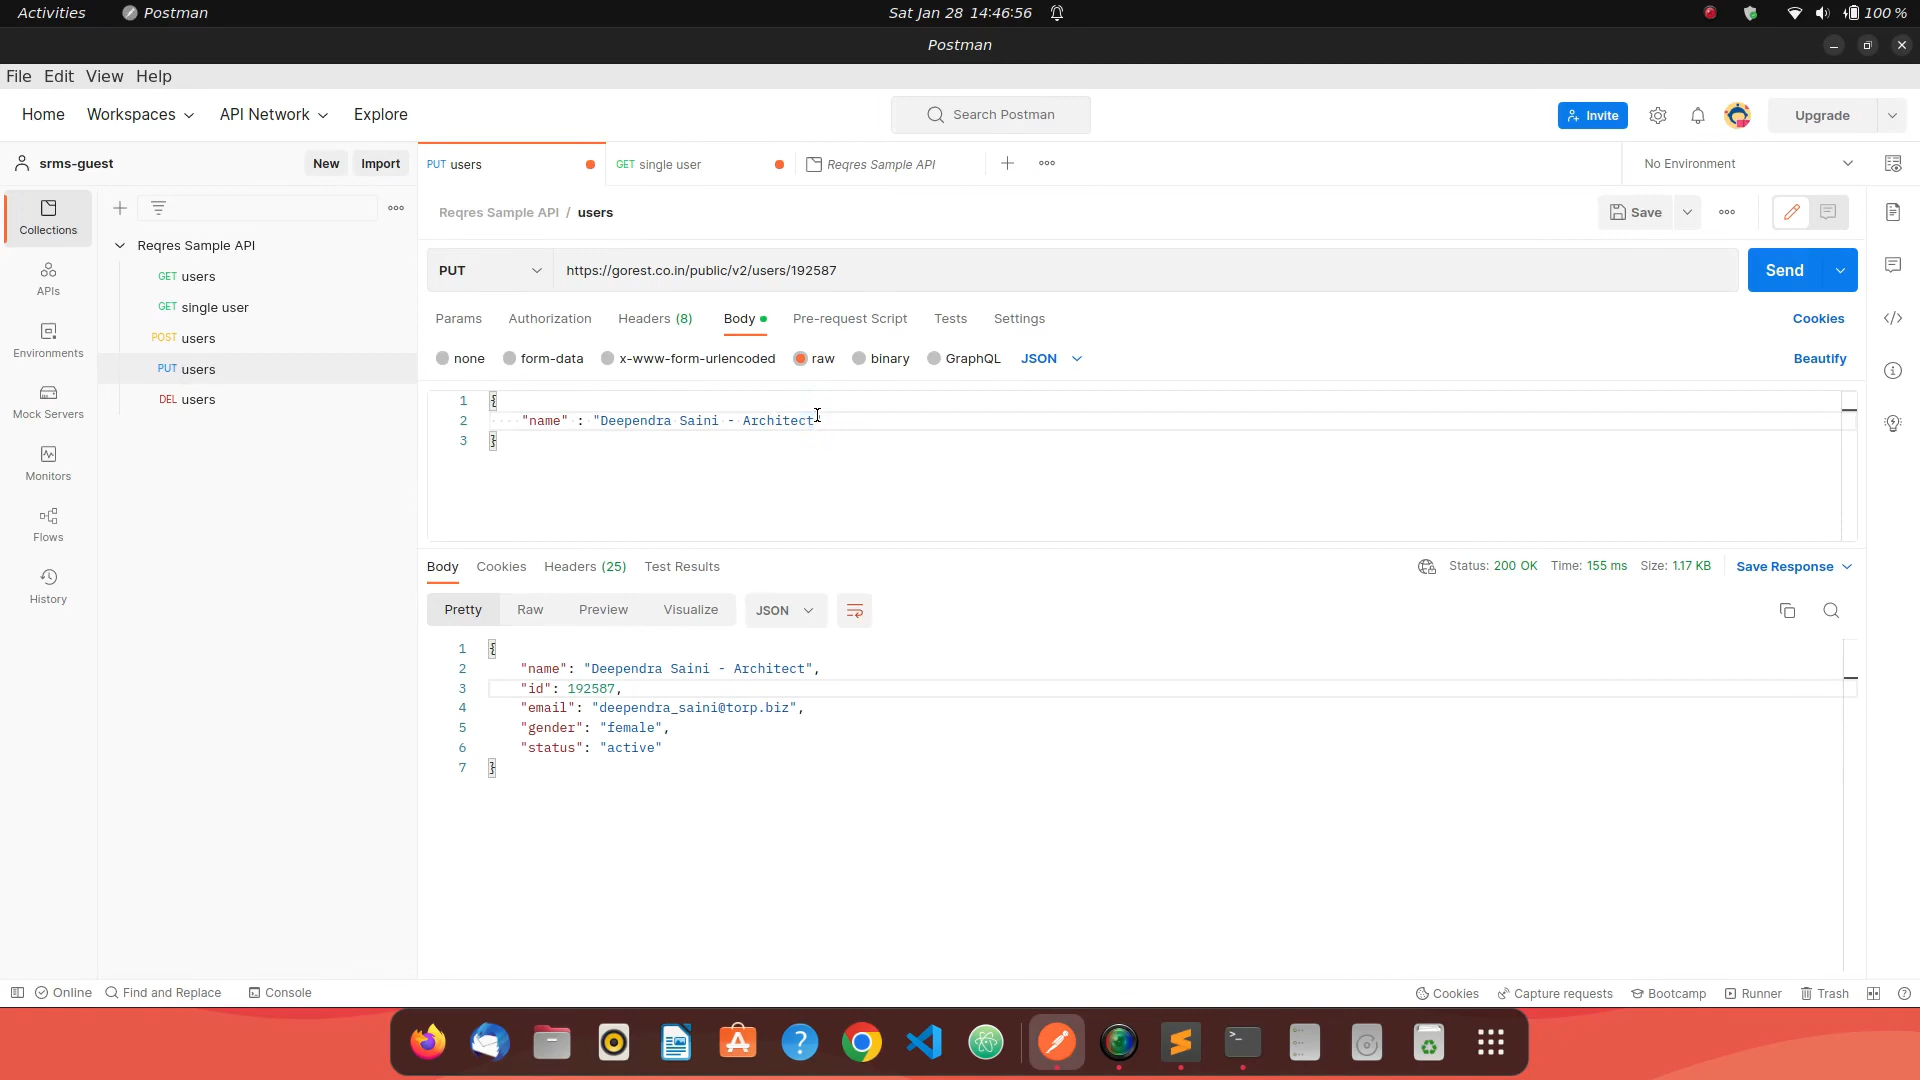 Activities Postman Sat Jan 28 14:46:56 100 %
Postman
File Edit View Help
Home Workspaces API Network Explore Search Postman Invite Upgrade
srms-guest New Import PUT users GET single user Reqres Sample API No Environment
Collections
Reqres Sample API / users Save
Reqres Sample API
GET users
GET single user
POST users
PUT users
DEL users
APIs
Environments
Mock Servers
Monitors
Flows
History
PUT https://gorest.co.in/public/v2/users/192587 Send
Params Authorization Headers (8) Body Pre-request Script Tests Settings Cookies
none form-data x-www-form-urlencoded raw binary GraphQL JSON Beautify
1 {
2 "name" : "Deependra Saini - Architect"
3 }
Body Cookies Headers (25) Test Results Status: 200 OK Time: 155 ms Size: 1.17 KB Save Response
Pretty Raw Preview Visualize JSON
1 {
2 "name": "Deependra Saini - Architect",
3 "id": 192587,
4 "email": "deependra_saini@torp.biz",
5 "gender": "female",
6 "status": "active"
7 }
Online Find and Replace Console Cookies Capture requests Bootcamp Runner Trash